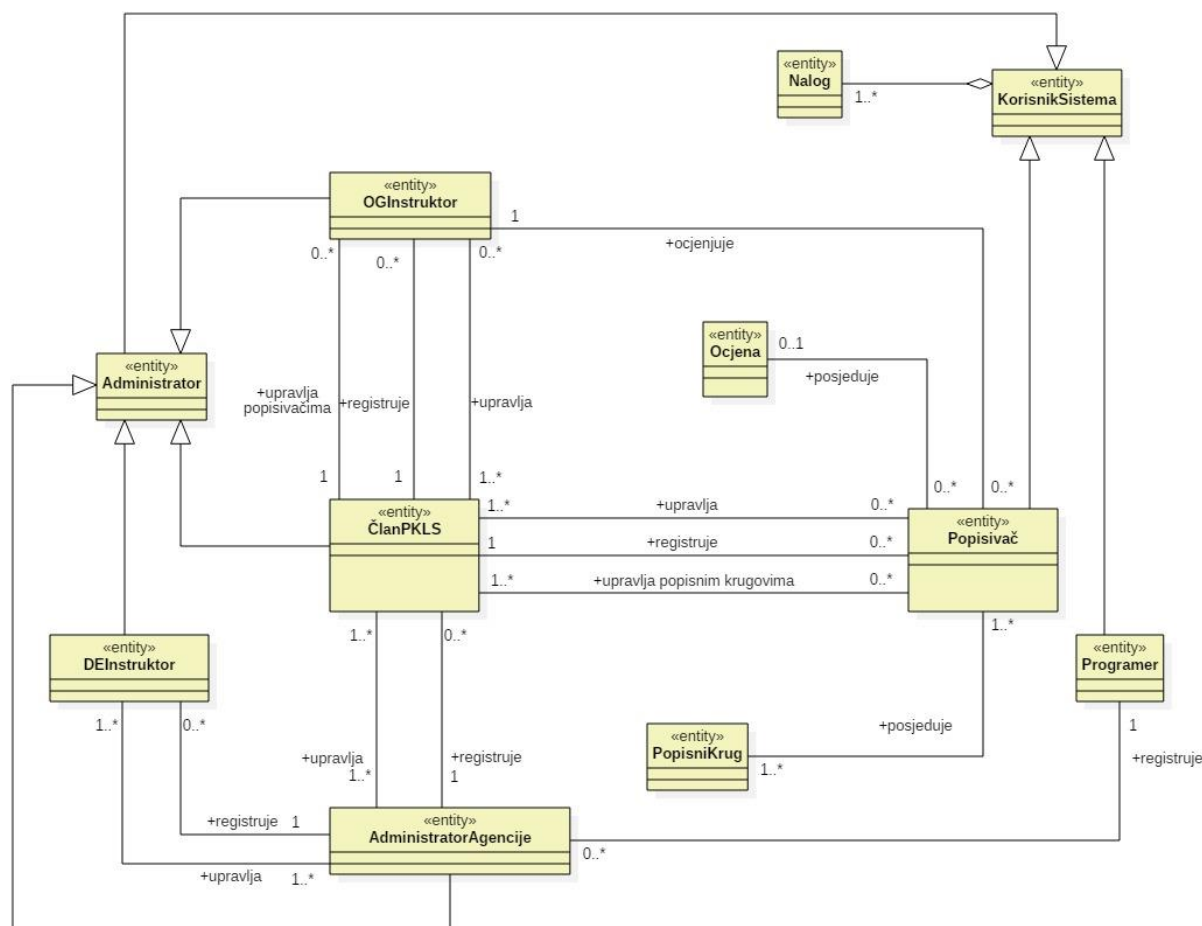 «entity»
Nalog
1..*
«entity»
KorisnikSistema
«entity»
OGInstruktor
1
+ocjenjuje
0..*
0..*
0..*
«entity»
Ocjena
0..1
+posjeduje
«entity»
Administrator
+upravlja
popisivačima
+registruje
+upravlja
1
1
1..*
0..*
0..*
«entity»
ČlanPKLS
1..*
+upravlja
0..*
1
+registruje
0..*
1..*
+upravlja popisnim krugovima
0..*
«entity»
Popisivač
1..*
0..*
1..*
«entity»
DEInstruktor
1..*
0..*
«entity»
Programer
1
+registruje
«entity»
PopisniKrug
+posjeduje
1..*
+upravlja
1..*
+registruje
1
«entity»
AdministratorAgencije
+registruje
1
+upravlja
1..*
0..*